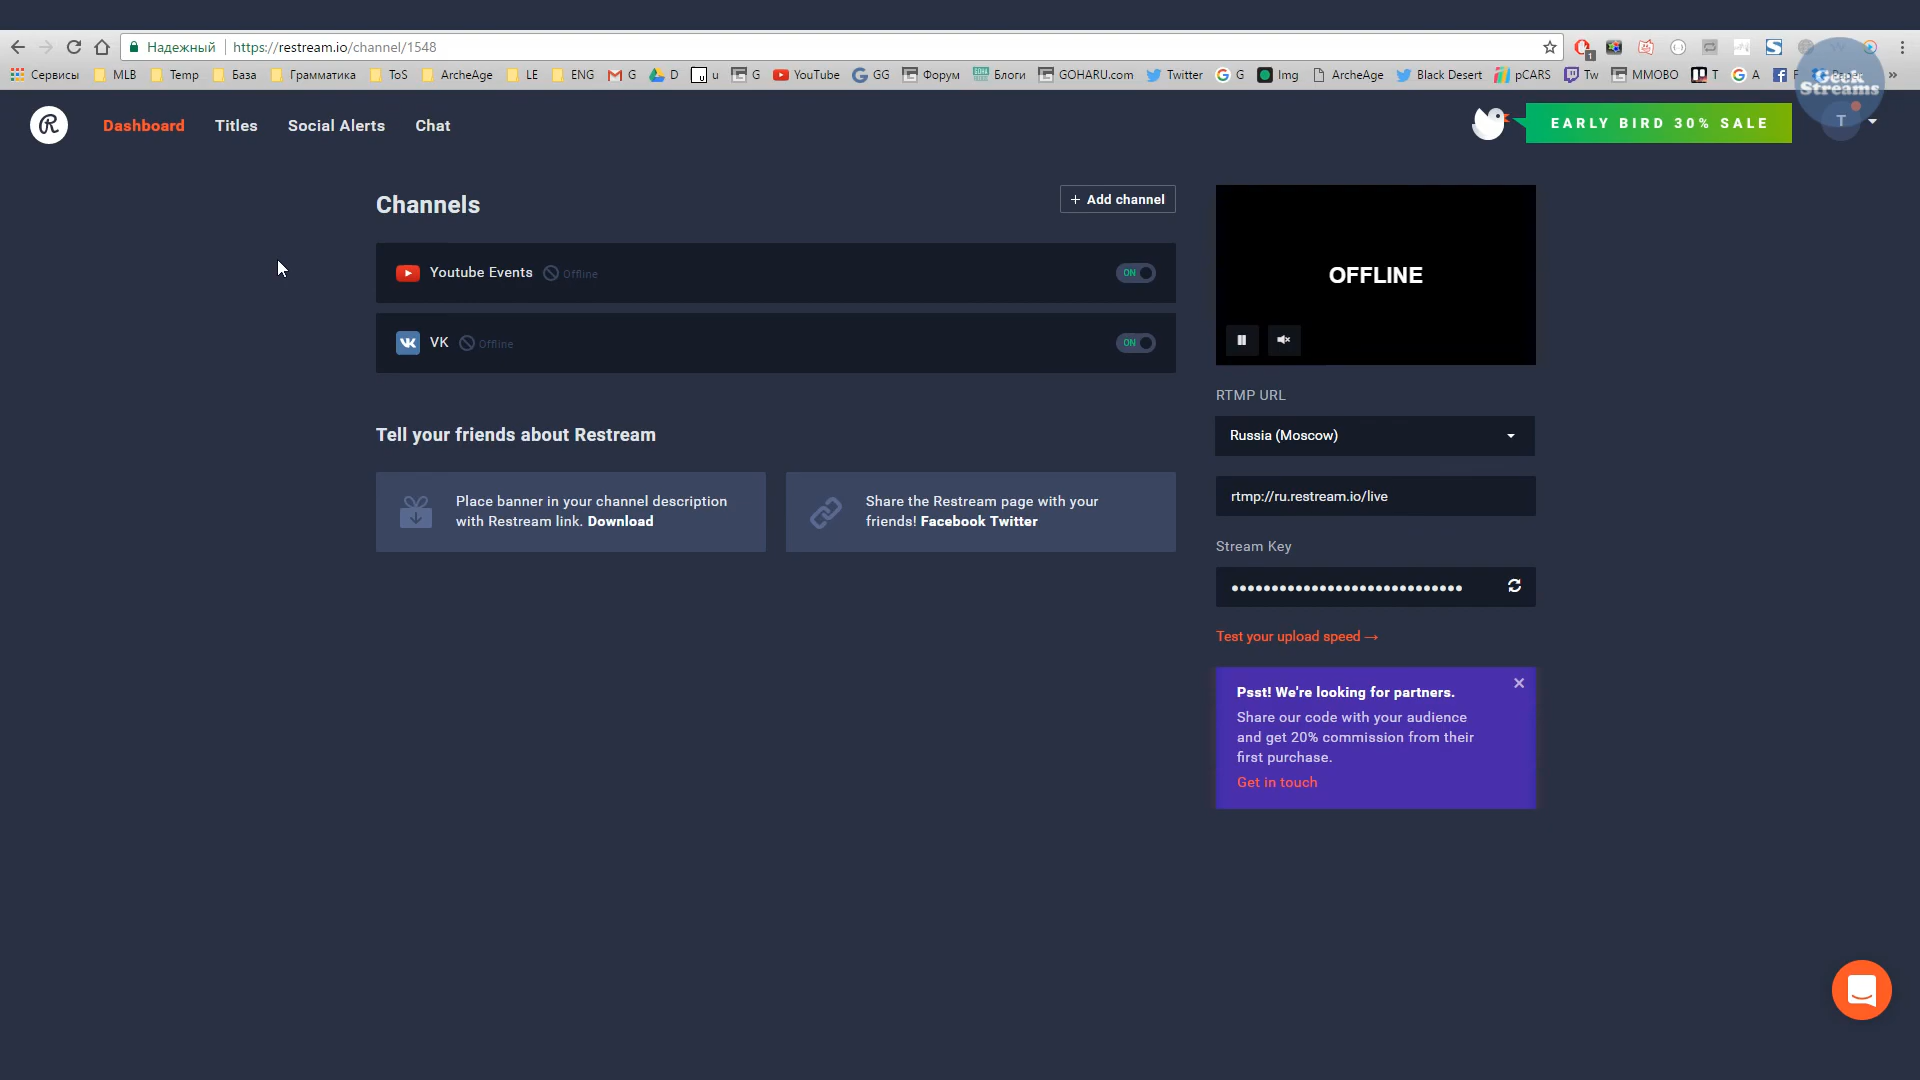 Надежный https://restream.io/channel/1548
Сервисы MLB Temp База Грамматика ToS ArcheAge LE ENG G D u G YouTube GG Форум Блоги GOHARU.com Twitter G Img ArcheAge Black Desert pCARS Tw MMOBO T A
Geek
Streams
Dashboard Titles Social Alerts Chat
EARLY BIRD 30% SALE
T
Channels
+ Add channel
Youtube Events Offline
ON
VK Offline
ON
Tell your friends about Restream
Place banner in your channel description
with Restream link. Download
Share the Restream page with your
friends! Facebook Twitter
OFFLINE
RTMP URL
Russia (Moscow)
rtmp://ru.restream.io/live
Stream Key
•••••••••••••••••••••••••••••
Test your upload speed →
Psst! We're looking for partners.
Share our code with your audience
and get 20% commission from their
first purchase.
Get in touch